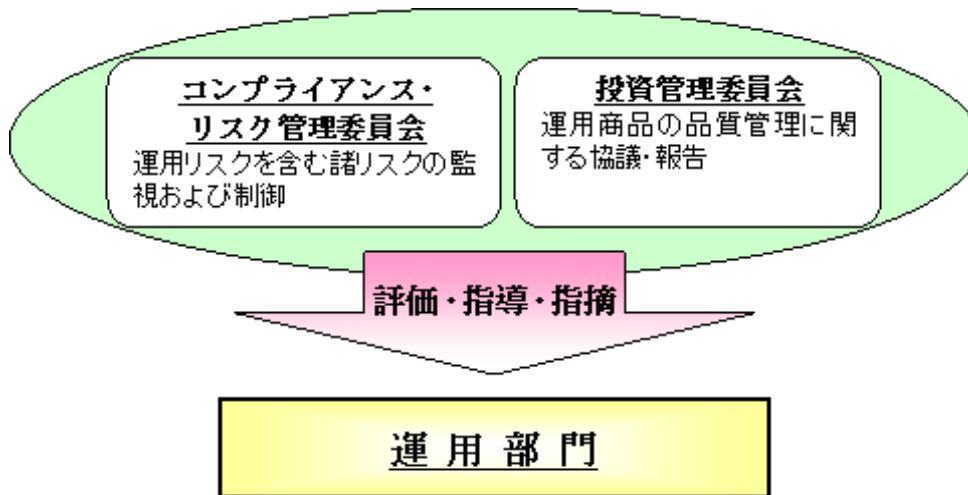 コンプライアンス・
リスク管理委員会
運用リスクを含む諸リスクの監
視および制御
投資管理委員会
運用商品の品質管理に関
する協議・報告
評価・指導・指摘
運用部門